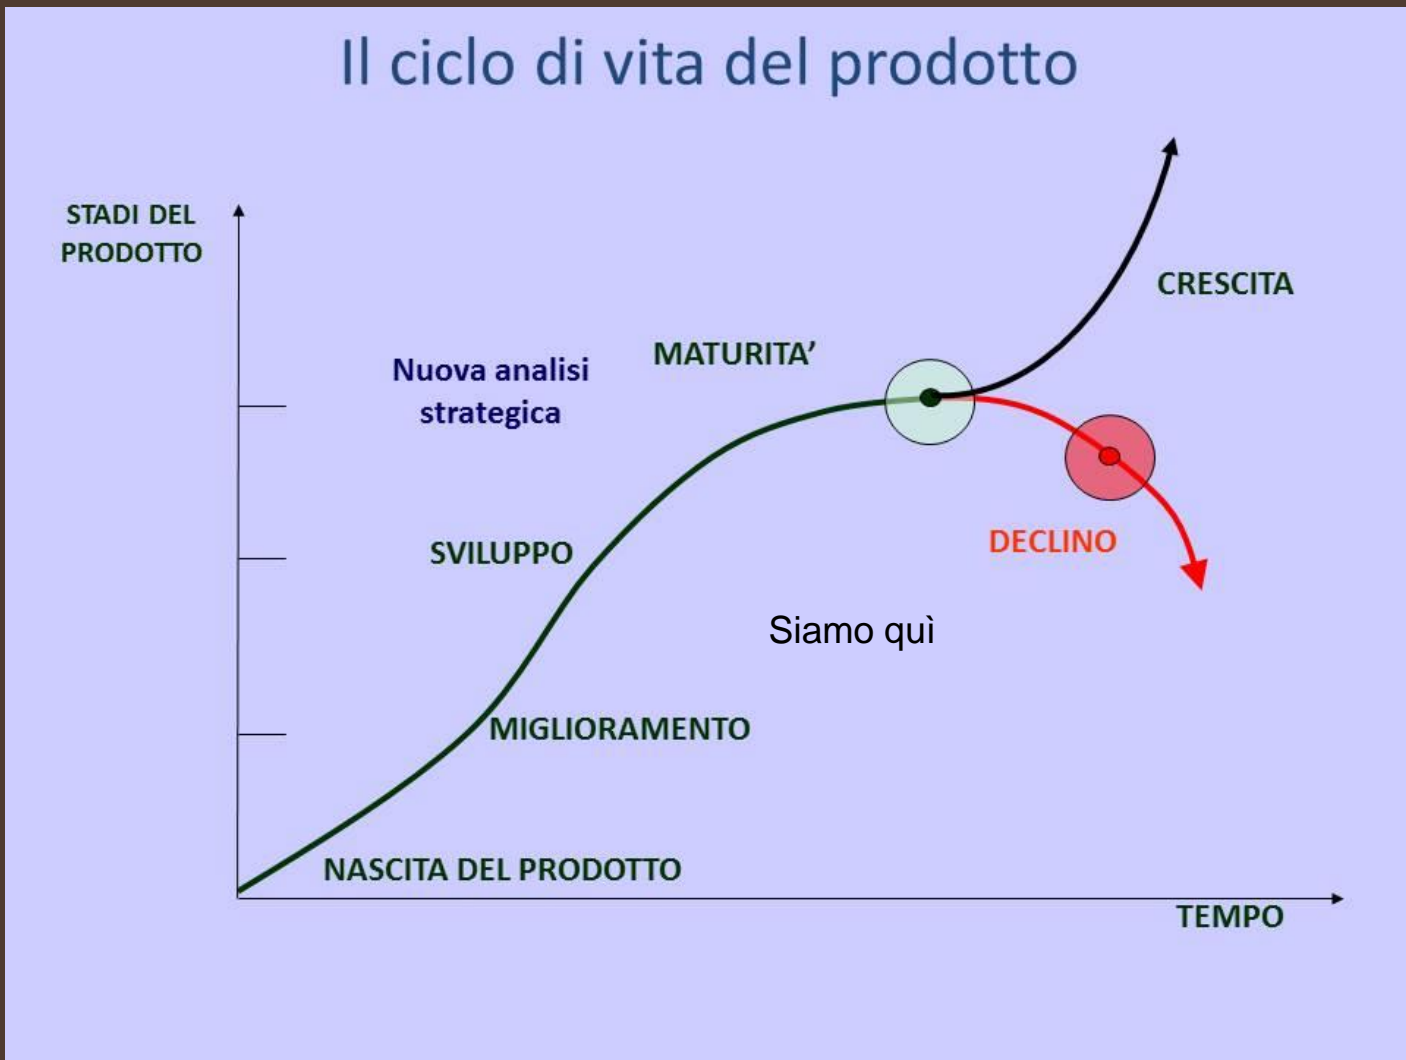 Il ciclo di vita del prodotto
STADI DEL
PRODOTTO
CRESCITA
MATURITA’
Nuova analisi
strategica
SVILUPPO
DECLINO
Siamo quì
MIGLIORAMENTO
NASCITA DEL PRODOTTO
TEMPO